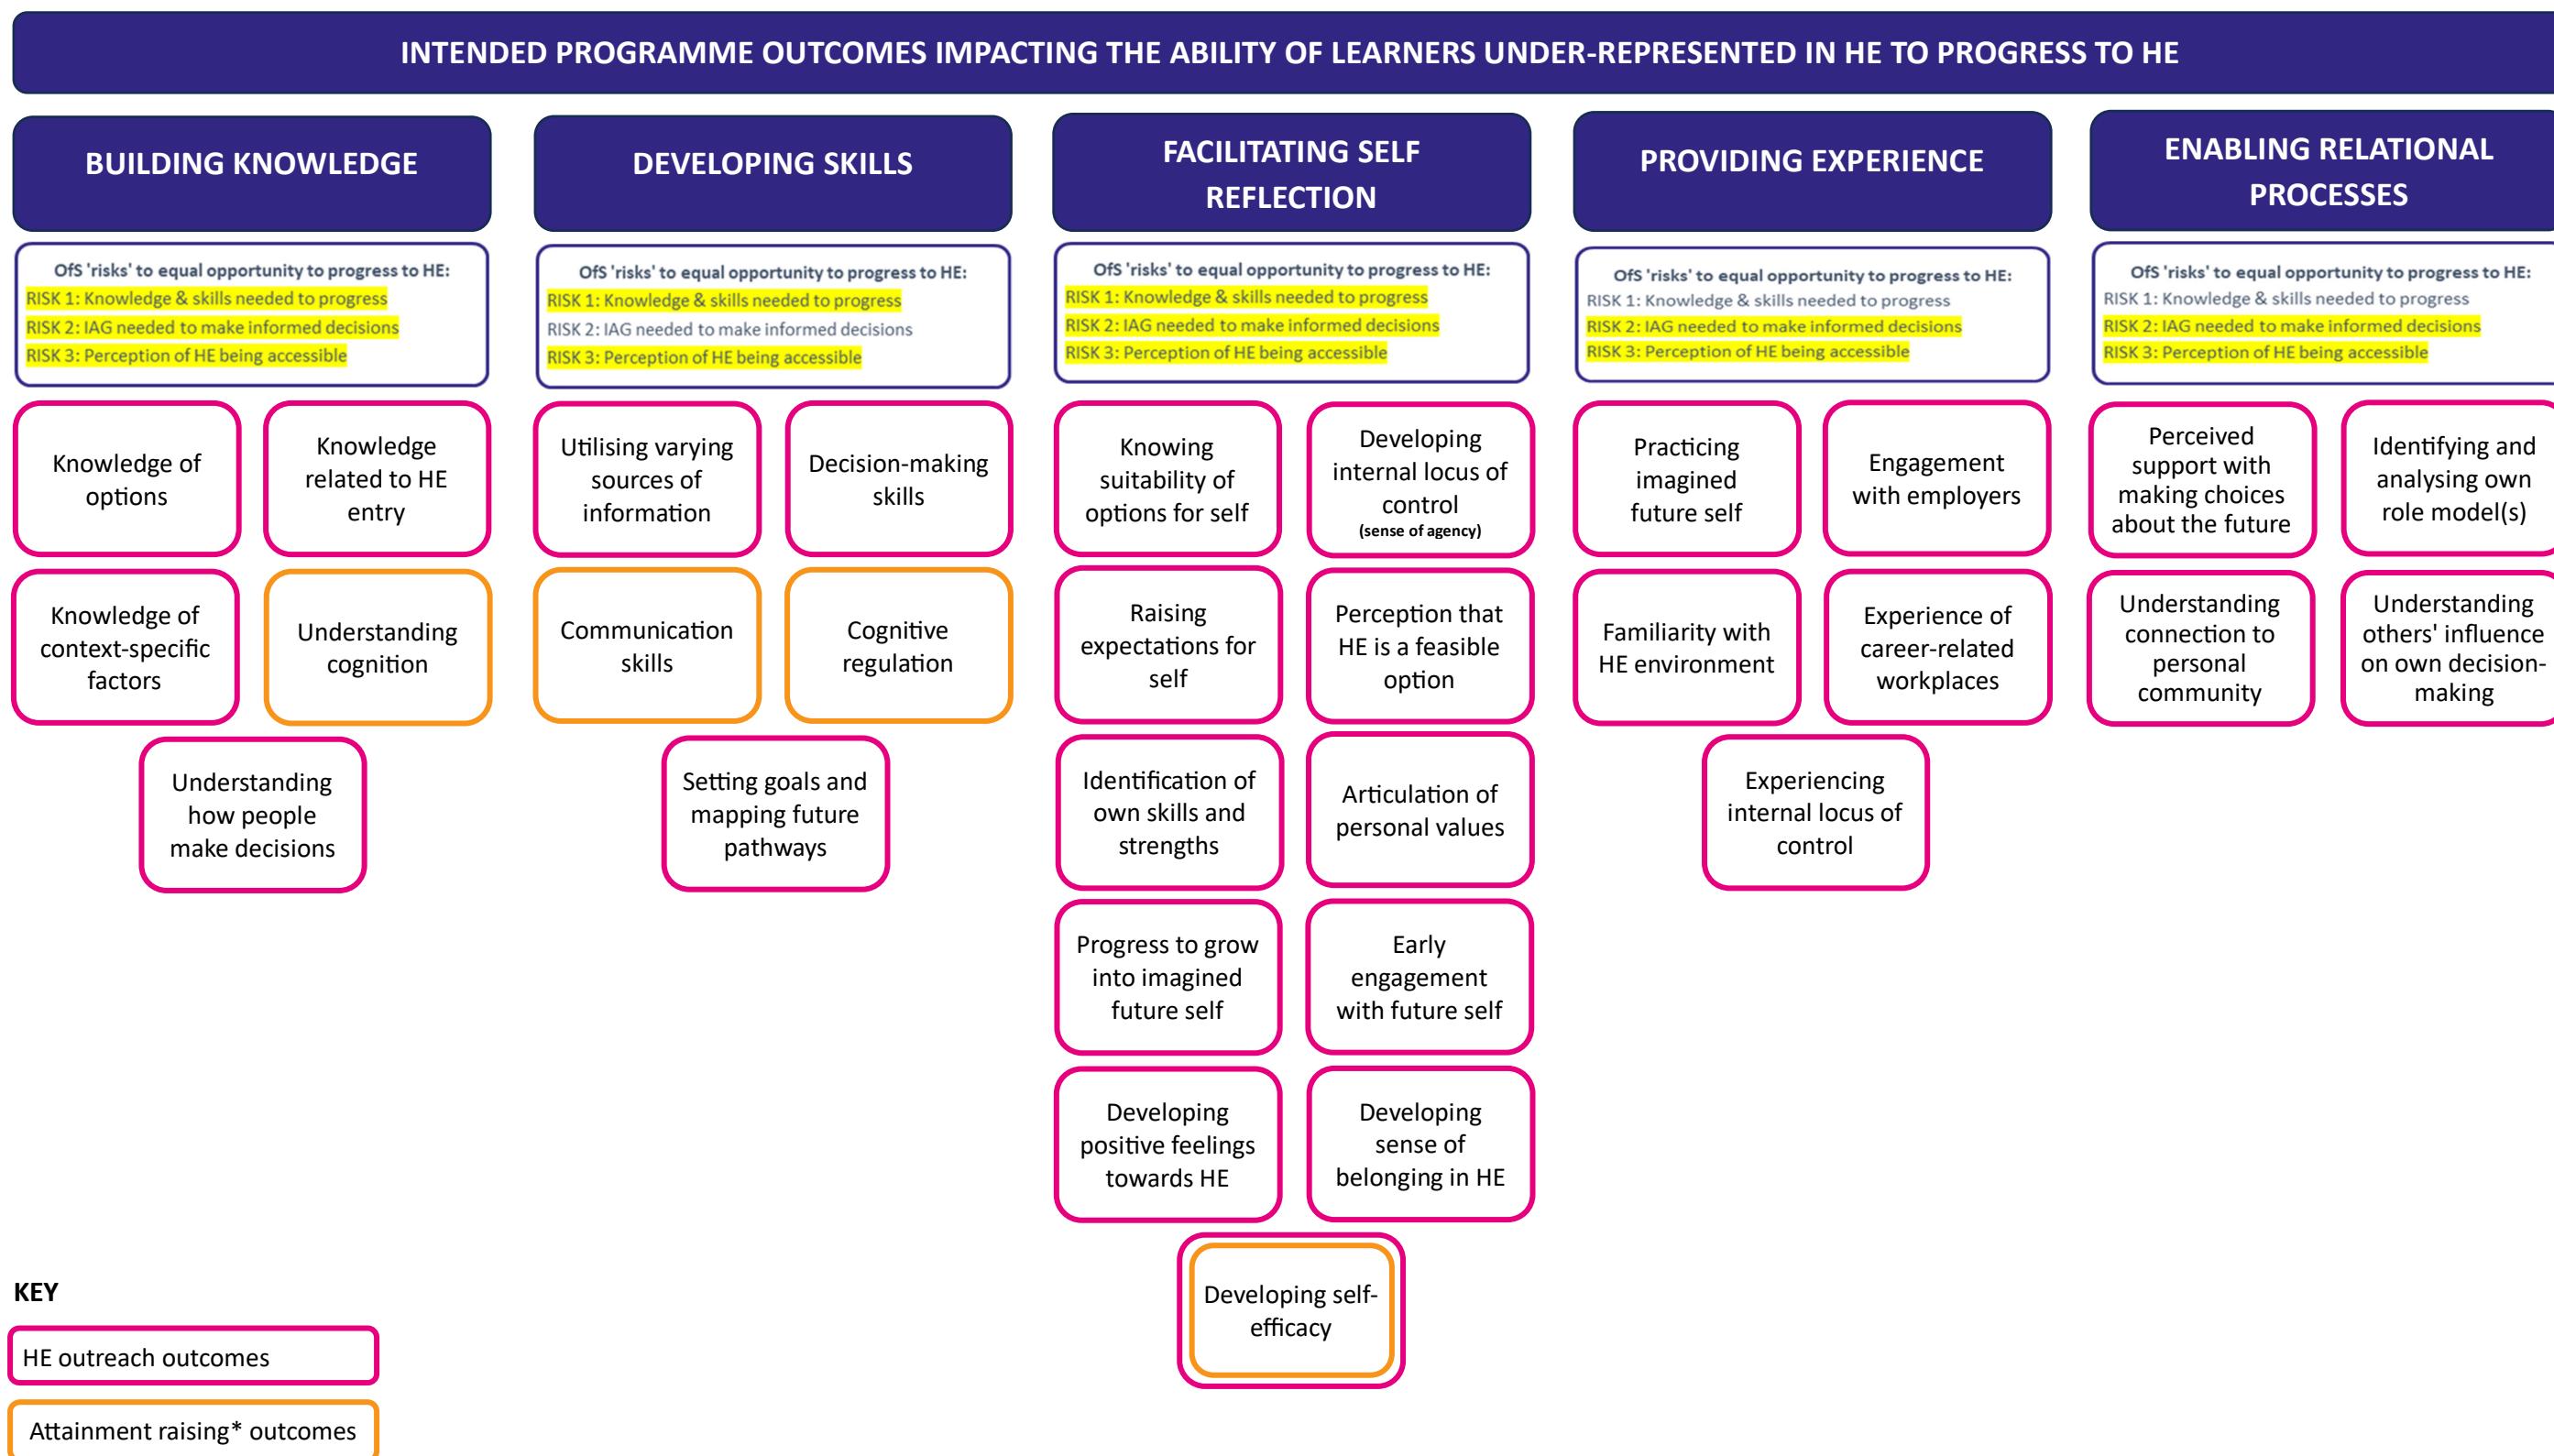 INTENDED PROGRAMME OUTCOMES IMPACTING THE ABILITY OF LEARNERS UNDER-REPRESENTED IN HE TO PROGRESS TO HE
BUILDING KNOWLEDGE
OfS 'risks' to equal opportunity to progress to HE:
RISK 1: Knowledge & skills needed to progress
RISK 2: IAG needed to make informed decisions
RISK 3: Perception of HE being accessible
Knowledge of
options
Knowledge
related to HE
entry
Knowledge of
context-specific
factors
Understanding
cognition
Understanding
how people
make decisions
DEVELOPING SKILLS
OfS 'risks' to equal opportunity to progress to HE:
RISK 1: Knowledge & skills needed to progress
RISK 2: IAG needed to make informed decisions
RISK 3: Perception of HE being accessible
Utilising varying
sources of
information
Decision-making
skills
Communication
skills
Cognitive
regulation
Setting goals and
mapping future
pathways
FACILITATING SELF
REFLECTION
OfS 'risks' to equal opportunity to progress to HE:
RISK 1: Knowledge & skills needed to progress
RISK 2: IAG needed to make informed decisions
RISK 3: Perception of HE being accessible
Knowing
suitability of
options for self
Developing
internal locus of
control
(sense of agency)
Raising
expectations for
self
Perception that
HE is a feasible
option
Identification of
own skills and
strengths
Articulation of
personal values
Progress to grow
into imagined
future self
Early
engagement
with future self
Developing
positive feelings
towards HE
Developing
sense of
belonging in HE
Developing self-
efficacy
PROVIDING EXPERIENCE
OfS 'risks' to equal opportunity to progress to HE:
RISK 1: Knowledge & skills needed to progress
RISK 2: IAG needed to make informed decisions
RISK 3: Perception of HE being accessible
Practicing
imagined
future self
Engagement
with employers
Familiarity with
HE environment
Experience of
career-related
workplaces
Experiencing
internal locus of
control
ENABLING RELATIONAL
PROCESSES
OfS 'risks' to equal opportunity to progress to HE:
RISK 1: Knowledge & skills needed to progress
RISK 2: IAG needed to make informed decisions
RISK 3: Perception of HE being accessible
Perceived
support with
making choices
about the future
Identifying and
analysing own
role model(s)
Understanding
connection to
personal
community
Understanding
others' influence
on own decision-
making
KEY
HE outreach outcomes
Attainment raising* outcomes